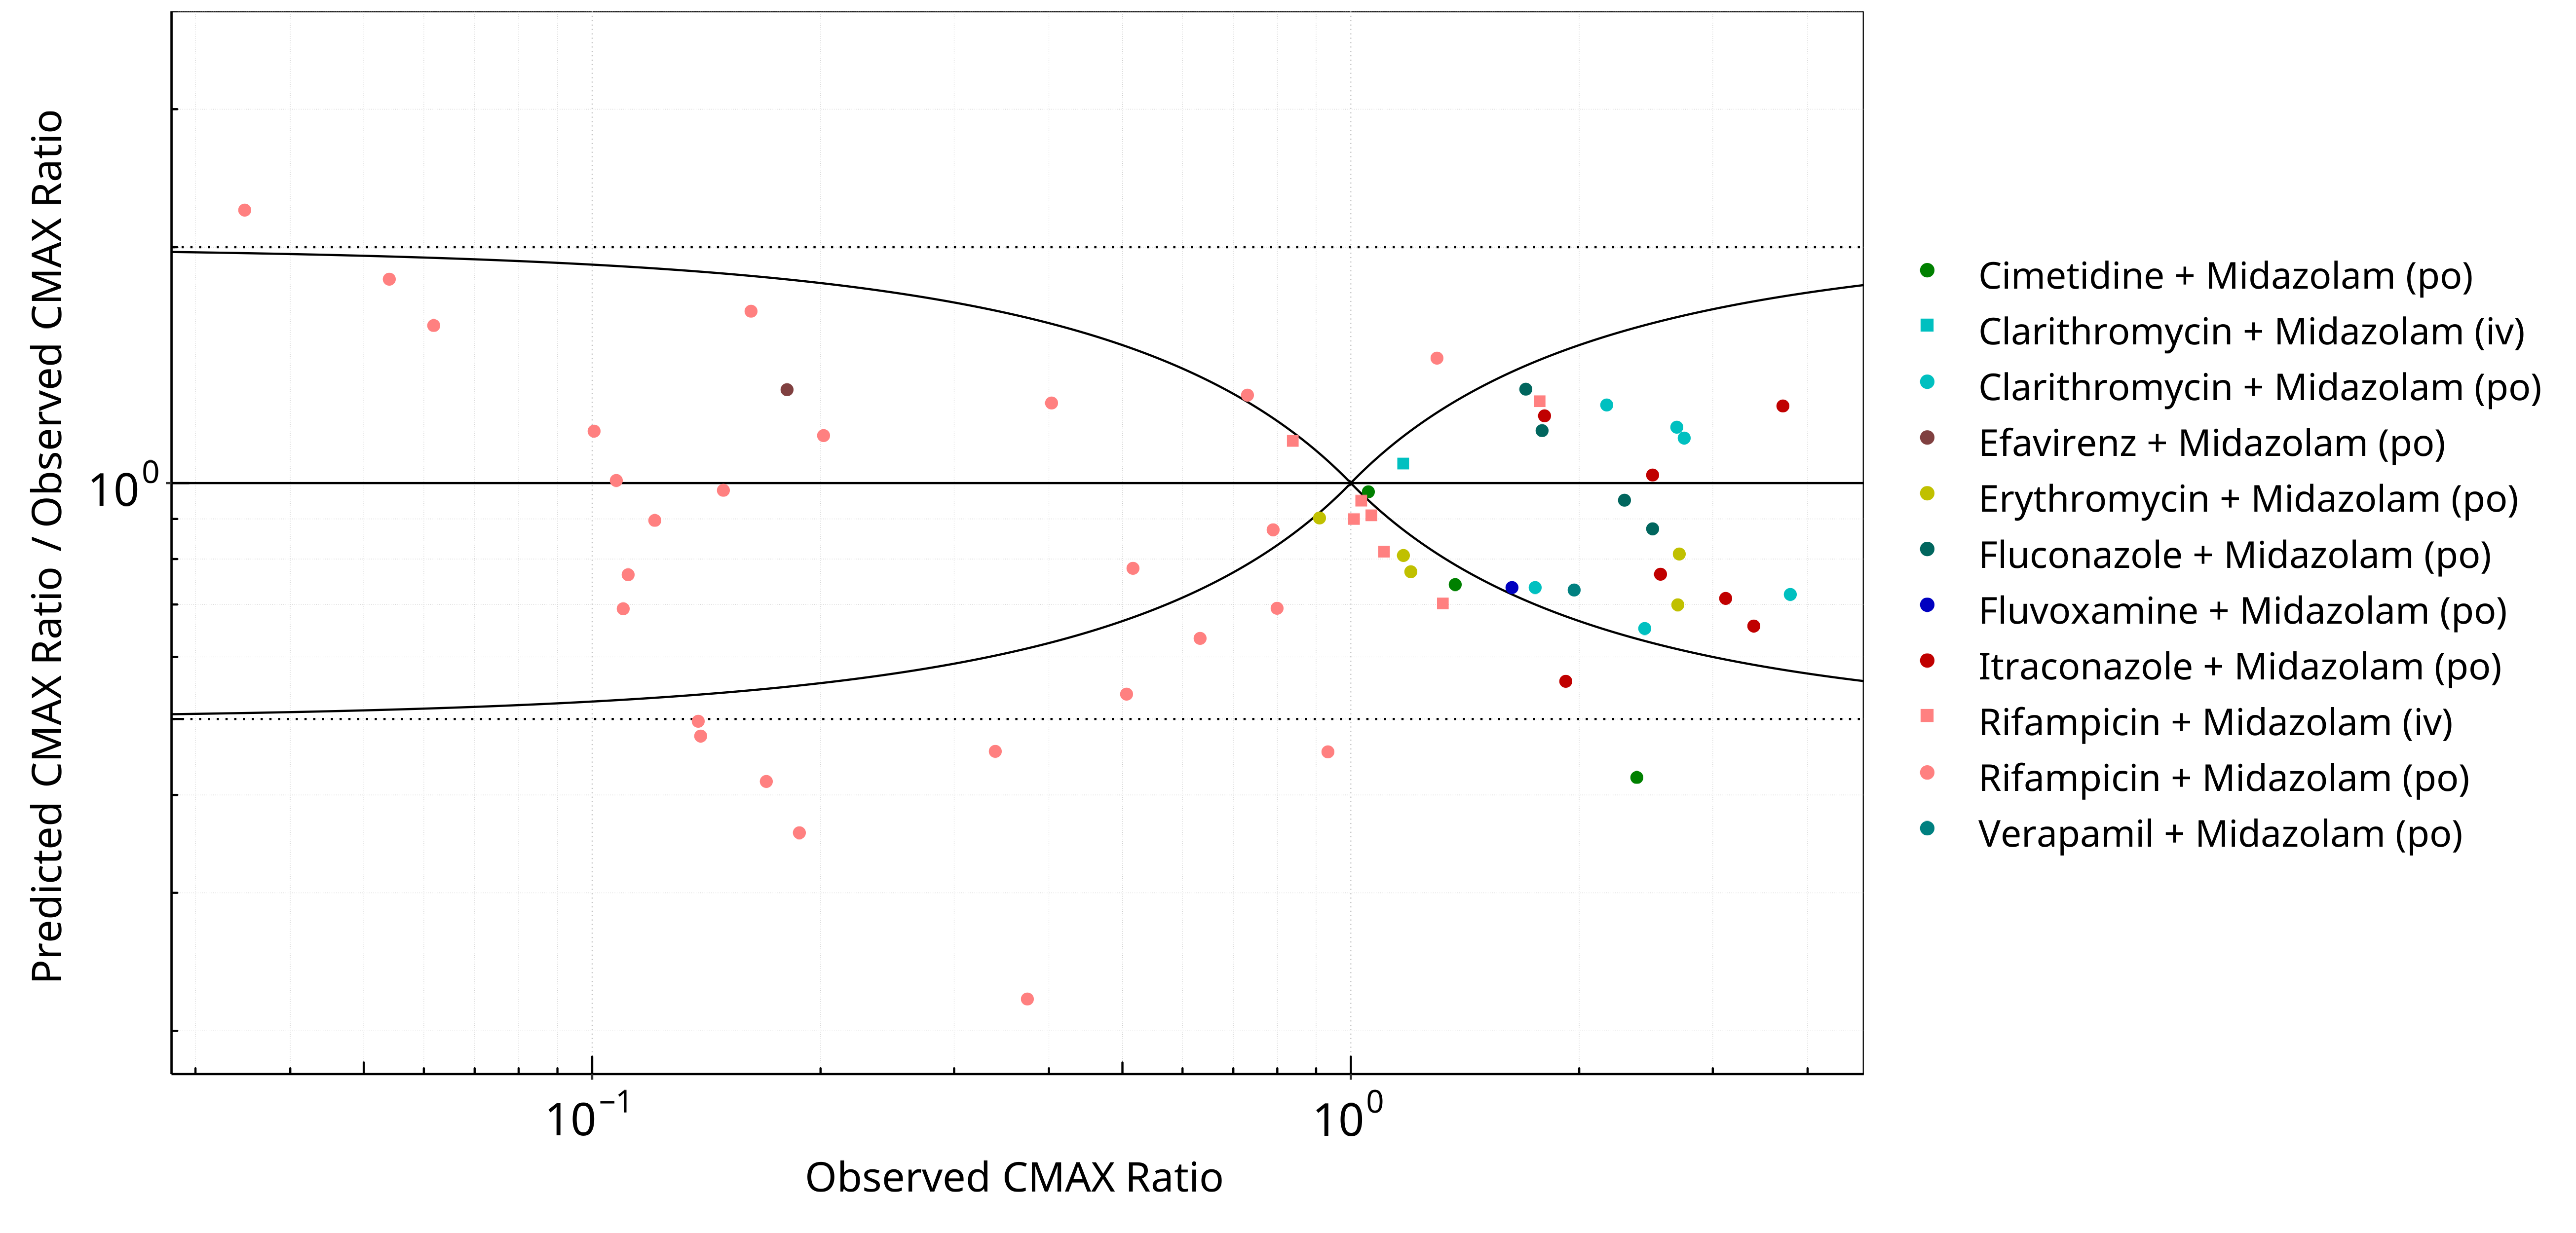 Predicted CMAX Ratio / Observed CMAX Ratio
10⁰
10⁻¹
10⁰
Observed CMAX Ratio
Cimetidine + Midazolam (po)
Clarithromycin + Midazolam (iv)
Clarithromycin + Midazolam (po)
Efavirenz + Midazolam (po)
Erythromycin + Midazolam (po)
Fluconazole + Midazolam (po)
Fluvoxamine + Midazolam (po)
Itraconazole + Midazolam (po)
Rifampicin + Midazolam (iv)
Rifampicin + Midazolam (po)
Verapamil + Midazolam (po)